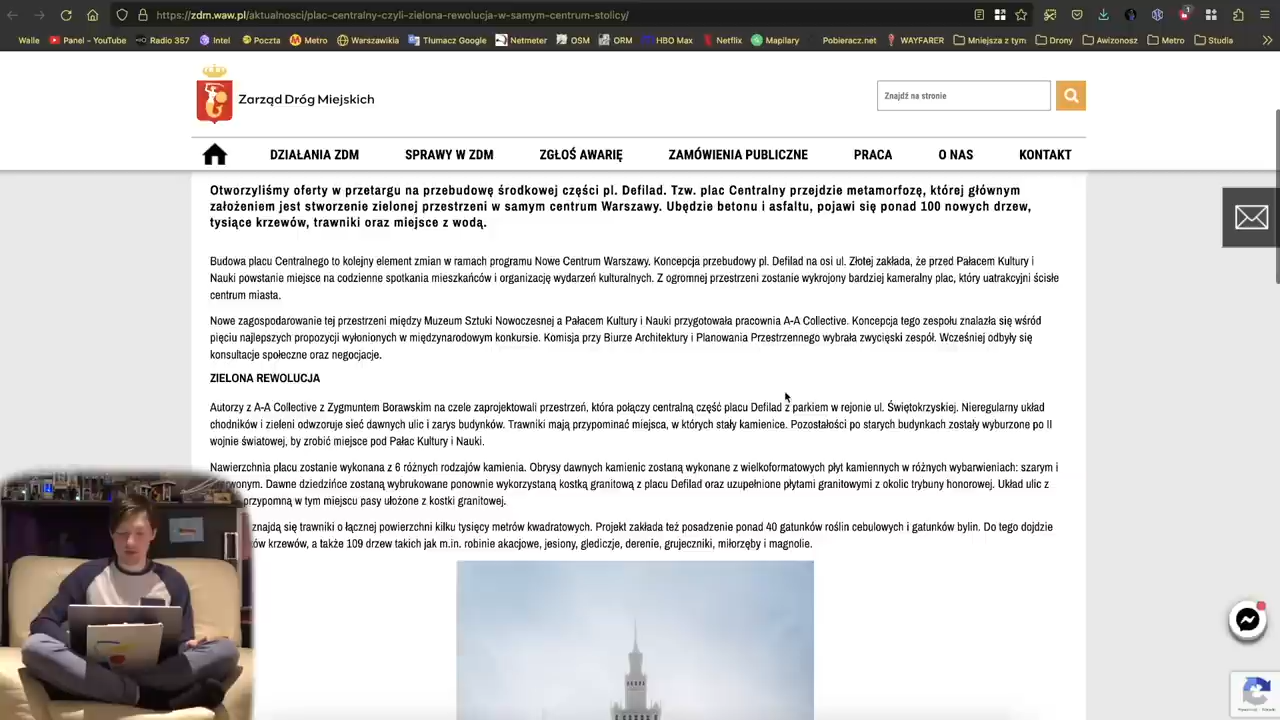 https://zdm.waw.pl/aktualnosci/plac-centralny-czyli-zielona-rewolucja-w-samym-centrum-stolicy/
Walle Panel - YouTube Radio 357 Intel Poczta Metro Warszawikia Tłumacz Google Netmeter OSM ORM HBO Max Netflix Mapilary Pobieracz.net WAYFARER Mniejsza z tym Drony Awizonosz Metro Studia
Zarząd Dróg Miejskich
Znajdź na stronie
DZIAŁANIA ZDM SPRAWY W ZDM ZGŁOŚ AWARIĘ ZAMÓWIENIA PUBLICZNE PRACA O NAS KONTAKT
Otworzyliśmy oferty w przetargu na przebudowę środkowej części pl. Defilad. Tzw. plac Centralny przejdzie metamorfozę, której głównym
założeniem jest stworzenie zielonej przestrzeni w samym centrum Warszawy. Ubędzie betonu i asfaltu, pojawi się ponad 100 nowych drzew,
tysiące krzewów, trawniki oraz miejsce z wodą.
Budowa placu Centralnego to kolejny element zmian w ramach programu Nowe Centrum Warszawy. Koncepcja przebudowy pl. Defilad na osi ul. Złotej zakłada, że przed Pałacem Kultury i
Nauki powstanie miejsce na codzienne spotkania mieszkańców i organizację wydarzeń kulturalnych. Z ogromnej przestrzeni zostanie wykrojony bardziej kameralny plac, który uatrakcyjni ścisłe
centrum miasta.
Nowe zagospodarowanie tej przestrzeni między Muzeum Sztuki Nowoczesnej a Pałacem Kultury i Nauki przygotowała pracownia A-A Collective. Koncepcja tego zespołu znalazła się wśród
pięciu najlepszych propozycji wyłonionych w międzynarodowym konkursie. Komisja przy Biurze Architektury i Planowania Przestrzennego wybrała zwycięski zespół. Wcześniej odbyły się
konsultacje społeczne oraz negocjacje.
ZIELONA REWOLUCJA
Autorzy z A-A Collective z Zygmuntem Borawskim na czele zaprojektowali przestrzeń, która połączy centralną część placu Defilad z parkiem w rejonie ul. Świętokrzyskiej. Nieregularny układ
chodników i zieleni odwzoruje sieć dawnych ulic i zarys budynków. Trawniki mają przypominać miejsca, w których stały kamienice. Pozostałości po starych budynkach zostały wyburzone po II
wojnie światowej, by zrobić miejsce pod Pałac Kultury i Nauki.
Nawierzchnia placu zostanie wykonana z 6 różnych rodzajów kamienia. Obrysy dawnych kamienic zostaną wykonane z wielkoformatowych płyt kamiennych w różnych wybarwieniach: szarym i
wonym. Dawne dziedzińce zostaną wybrukowane ponownie wykorzystaną kostką granitową z placu Defilad oraz uzupełnione płytami granitowymi z okolic trybuny honorowej. Układ ulic z
przypomną w tym miejscu pasy ułożone z kostki granitowej.
znajdą się trawniki o łącznej powierzchni kilku tysięcy metrów kwadratowych. Projekt zakłada też posadzenie ponad 40 gatunków roślin cebulowych i gatunków bylin. Do tego dojdzie
ów krzewów, a także 109 drzew takich jak m.in. robinie akacjowe, jesiony, glediczje, derenie, grujeczniki, miłorzęby i magnolie.